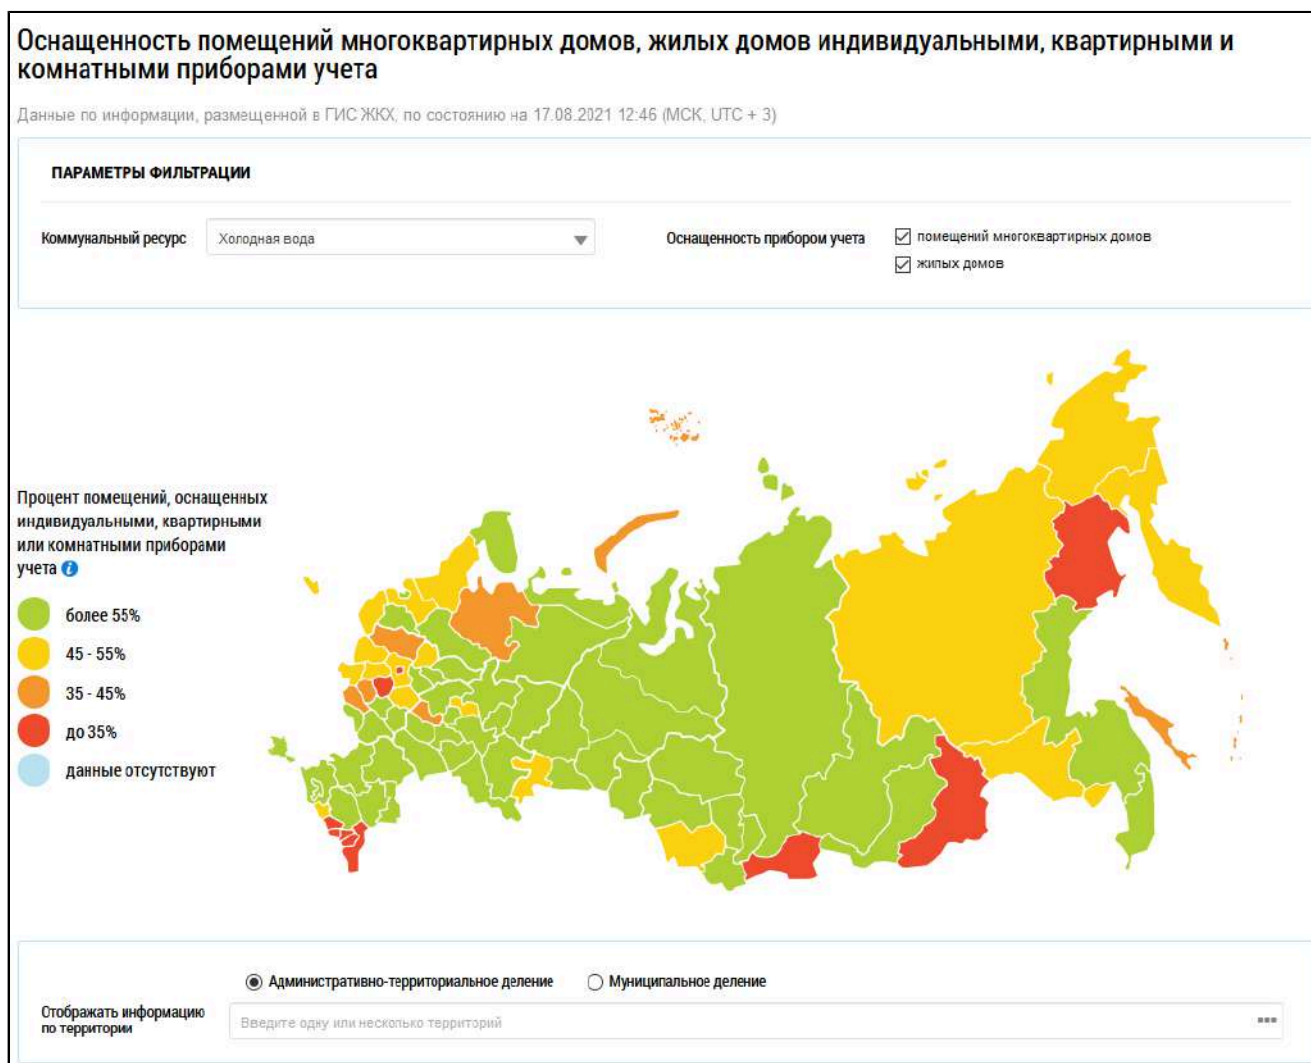 Оснащенность помещений многоквартирных домов, жилых домов индивидуальными, квартирными и
комнатными приборами учета
Данные по информации, размещенной в ГИС ЖКХ, по состоянию на 17.08.2021 12:46 (МСК, UTC + 3)
ПАРАМЕТРЫ ФИЛЬТРАЦИИ
Коммунальный ресурс
Холодная вода
Оснащенность прибором учета
помещений многоквартирных домов
жилых домов
Процент помещений, оснащенных
индивидуальными, квартирными
или комнатными приборами
учета i
более 55%
45 - 55%
35 - 45%
до 35%
данные отсутствуют
Административно-территориальное деление
Муниципальное деление
Отображать информацию
по территории
Введите одну или несколько территорий